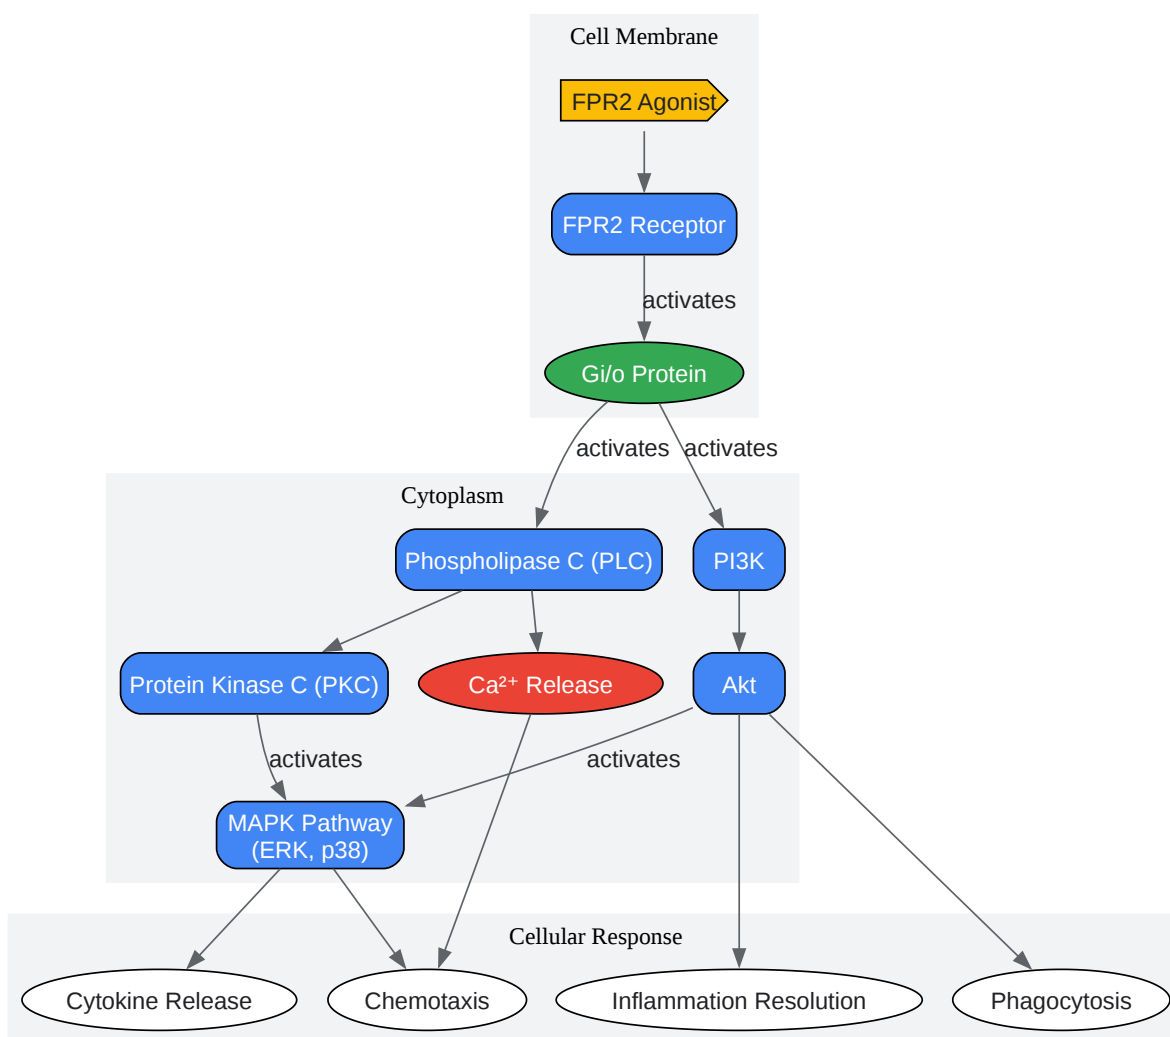 Cell Membrane
FPR2 Agonist
FPR2 Receptor
activates
Gi/o Protein
activates
activates
Cytoplasm
Phospholipase C (PLC)
PI3K
Protein Kinase C (PKC)
Ca²⁺ Release
Akt
activates
activates
MAPK Pathway
(ERK, p38)
Cellular Response
Cytokine Release
Chemotaxis
Inflammation Resolution
Phagocytosis